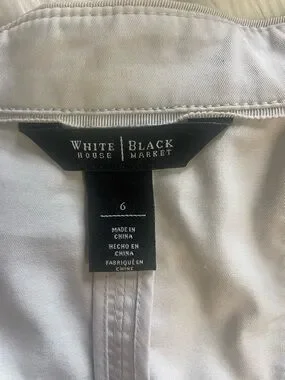 WHITE | BLACK
HOUSE | MARKET
6
MADE IN
CHINA
HECHO EN
CHINA
FABRIQUÉ EN
CHINE